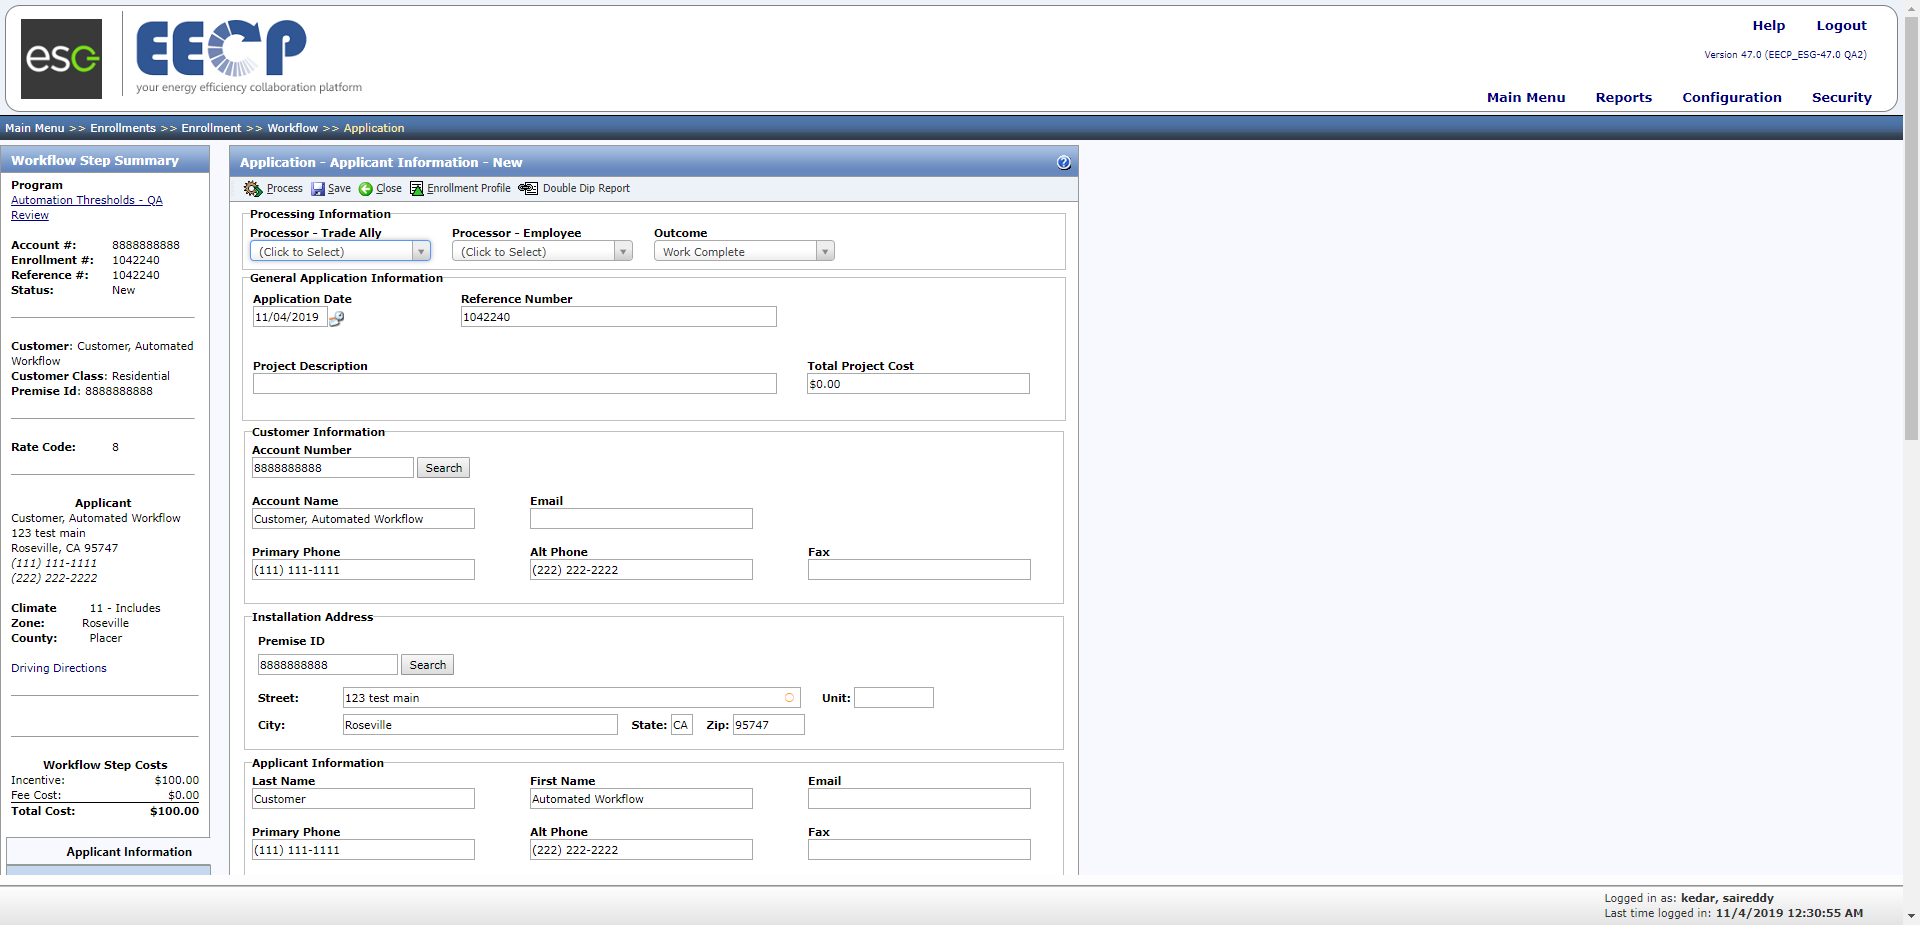 esg
EECP
your energy efficiency collaboration platform
Help Logout
Version 47.0 (EECP_ESG-47.0 QA2)
Main Menu Reports Configuration Security
Main Menu >> Enrollments >> Enrollment >> Workflow >> Application
Workflow Step Summary
Program
Automation Thresholds - QA
Review
Account #: 8888888888
Enrollment #: 1042240
Reference #: 1042240
Status: New
Customer: Customer, Automated
Workflow
Customer Class: Residential
Premise Id: 8888888888
Rate Code: 8
Applicant
Customer, Automated Workflow
123 test main
Roseville, CA 95747
(111) 111-1111
(222) 222-2222
Climate 11 - Includes
Zone: Roseville
County: Placer
Driving Directions
Workflow Step Costs
Incentive: $100.00
Fee Cost: $0.00
Total Cost: $100.00
Applicant Information
Application - Applicant Information - New
Process Save Close Enrollment Profile Double Dip Report
Processing Information
Processor - Trade Ally Processor - Employee Outcome
(Click to Select) (Click to Select) Work Complete
General Application Information
Application Date Reference Number
11/04/2019 1042240
Project Description Total Project Cost
$0.00
Customer Information
Account Number
8888888888 Search
Account Name Email
Customer, Automated Workflow
Primary Phone Alt Phone Fax
(111) 111-1111 (222) 222-2222
Installation Address
Premise ID
8888888888 Search
Street: 123 test main Unit:
City: Roseville State: CA Zip: 95747
Applicant Information
Last Name First Name Email
Customer Automated Workflow
Primary Phone Alt Phone Fax
(111) 111-1111 (222) 222-2222
Logged in as: kedar, saireddy
Last time logged in: 11/4/2019 12:30:55 AM